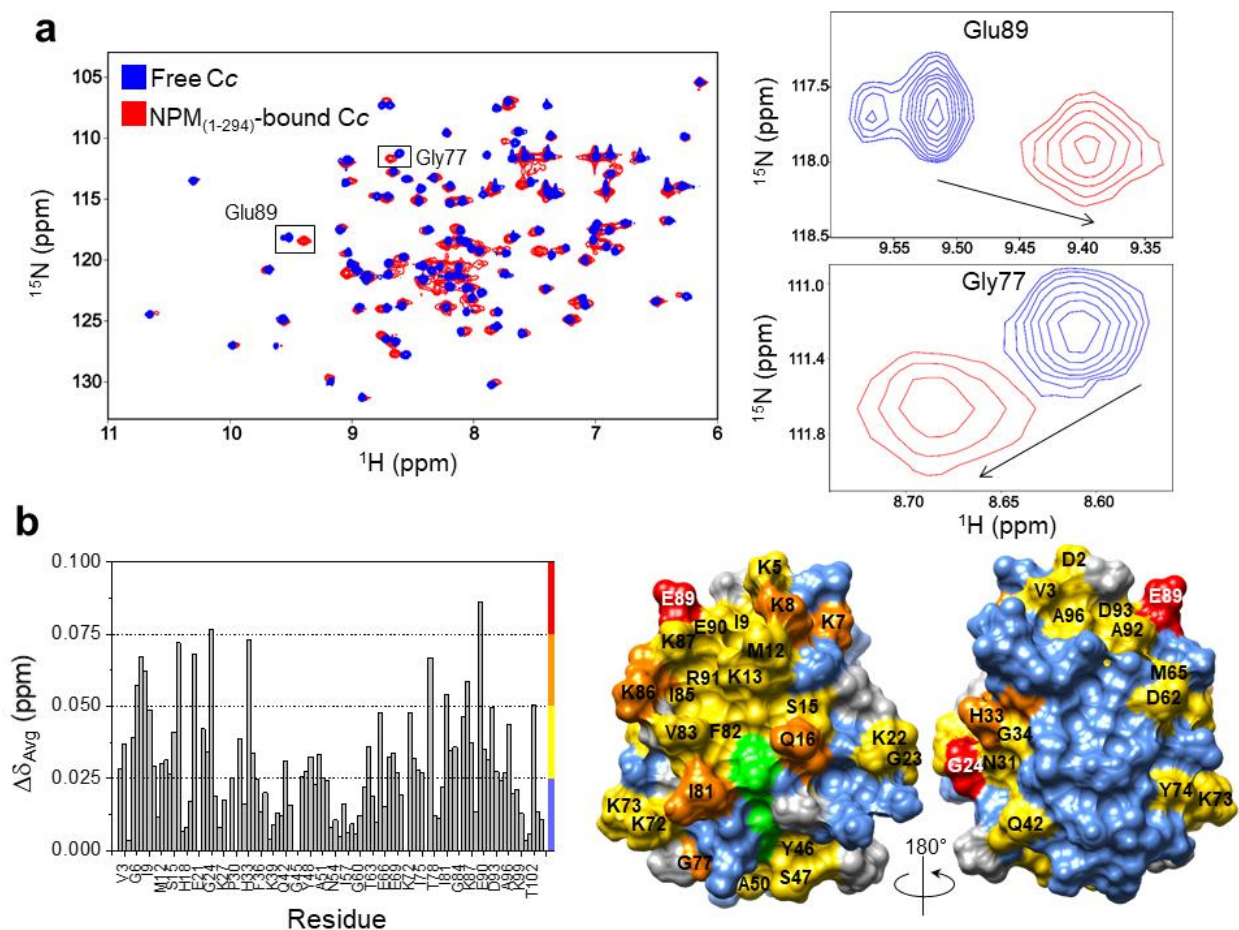 a
Free Cc
NPM(1-294)-bound Cc
Gly77
Glu89
105
110
115
120
125
130
15N (ppm)
11 10 9 8 7 6
1H (ppm)
Glu89
117.5
118.0
118.5
15N (ppm)
9.55 9.50 9.45 9.40 9.35
Gly77
111.0
111.4
111.8
15N (ppm)
8.70 8.65 8.60
1H (ppm)
b
0.100
0.075
0.050
0.025
0.000
ΔδAvg (ppm)
V3 G6 I9 M12 S15 H18 G24 K27 P30 H33 F36 K39 Q42 A51 N54 I57 G60 T63 E66 E69 K72 T78 I81 G84 K87 E90 D93 A96 K99 T102
Residue
K5
E89 K8
E90 I9 K7
K87 M12
R91 K13
K86 I85 S15
V83 F82 Q16 K22
G23
I81
K73
K72 Y46
G77 S47
A50
D2
V3 E89
A96 D93
A92
M65
D62
H33
G34
G24 N31
Y74 K73
Q42
180°